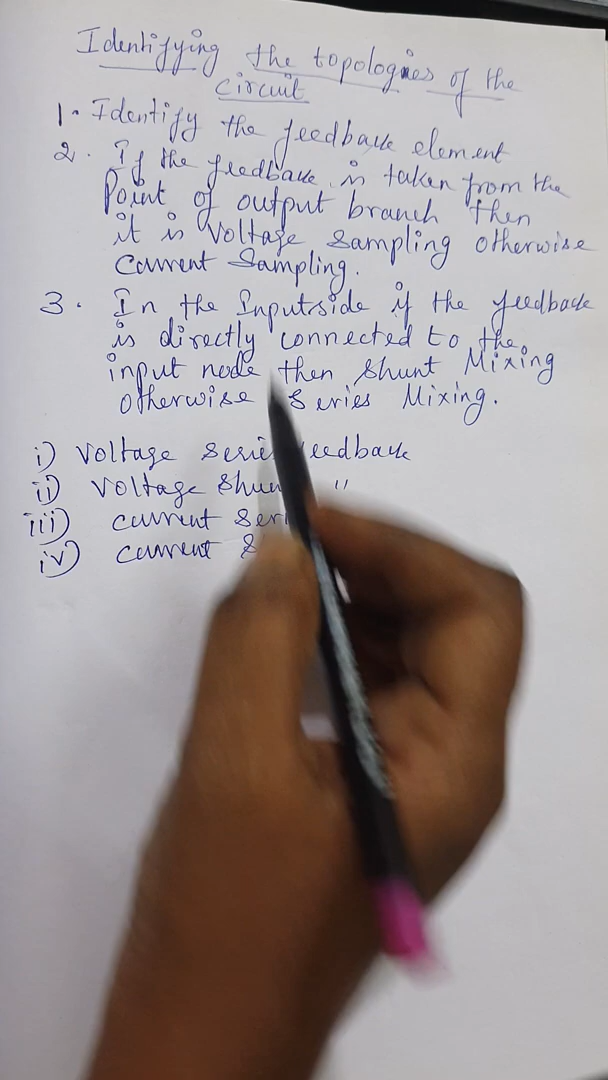 Identifying the topologies of the
circuit
1. Identify the feedback element
2. If the feedback is taken from the
Point of output branch then
it is Voltage Sampling otherwise
Current Sampling.
3. In the Inputside if the feedback
is directly connected to the
input node then Shunt Mixing
otherwise Series Mixing.
i) Voltage feedback
ii) Voltage "
iii) current
iv) current